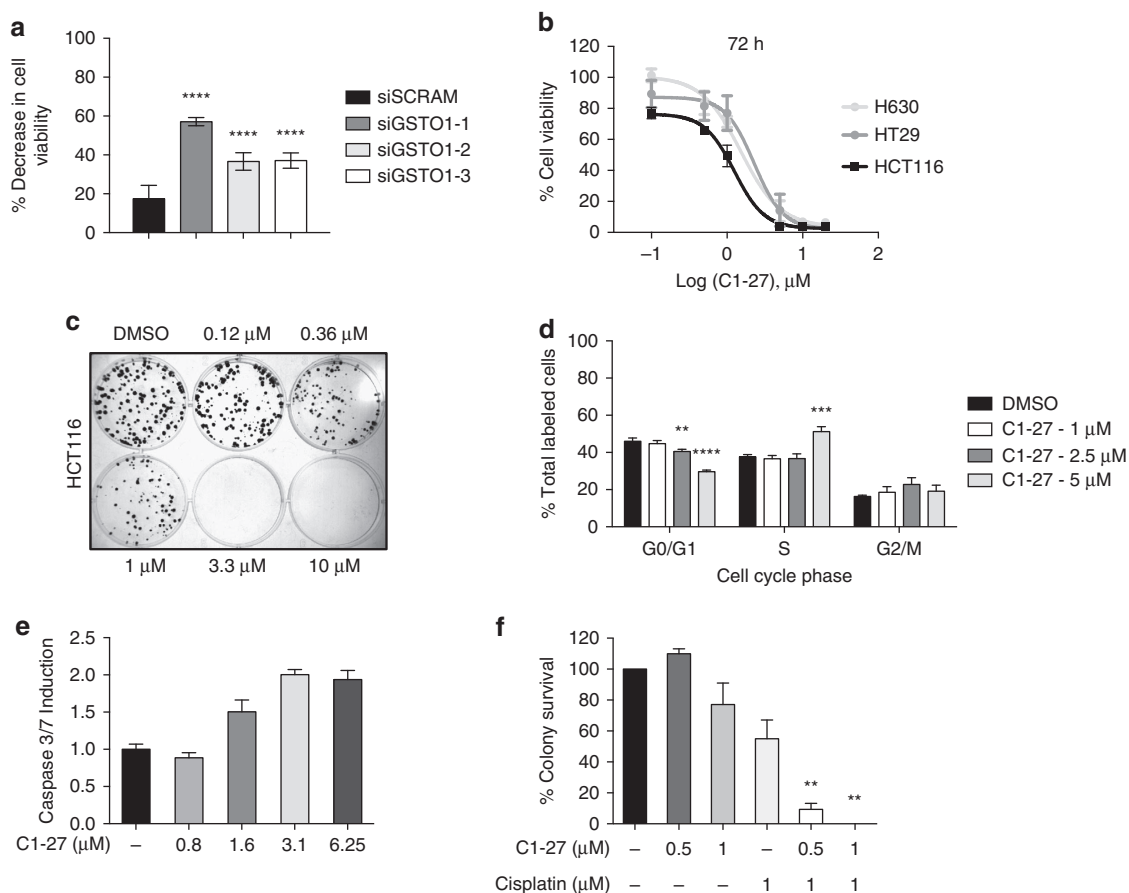 a
% Decrease in cell
viability
100
80
60
40
20
0
****
****
****
siSCRAM
siGSTO1-1
siGSTO1-2
siGSTO1-3
b
72 h
% Cell viability
120
100
80
60
40
20
0
–1
0
1
2
Log (C1-27), μM
H630
HT29
HCT116
c
DMSO
0.12 μM
0.36 μM
HCT116
1 μM
3.3 μM
10 μM
d
% Total labeled cells
100
80
60
40
20
0
**
****
***
G0/G1
S
G2/M
Cell cycle phase
DMSO
C1-27 - 1 μM
C1-27 - 2.5 μM
C1-27 - 5 μM
e
Caspase 3/7 Induction
2.5
2.0
1.5
1.0
0.5
0.0
C1-27 (μM) – 0.8 1.6 3.1 6.25
f
% Colony survival
120
100
80
60
40
20
0
**
**
C1-27 (μM) – 0.5 1 – 0.5 1
Cisplatin (μM) – – – 1 1 1